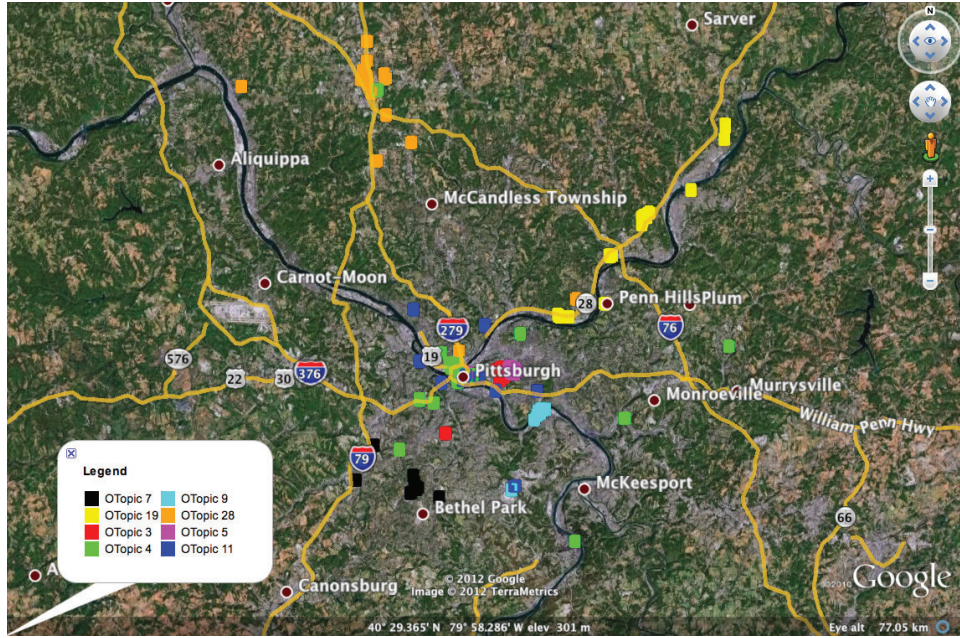 N
Sarver
Aliquippa
McCandless Township
Carnot-Moon
28
Penn Hills
Plum
279
76
19
576
Pittsburgh
22
30
376
Murrysville
Monroeville
William Penn Hwy
79
Legend
OTopic 7
OTopic 9
OTopic 19
OTopic 28
OTopic 3
OTopic 5
OTopic 4
OTopic 11
McKeesport
Bethel Park
66
A
Canonsburg
© 2012 Google
Image © 2012 TerraMetrics
©2010 Google
40° 29.365' N 79° 58.286' W elev 301 m
Eye alt 77.05 km